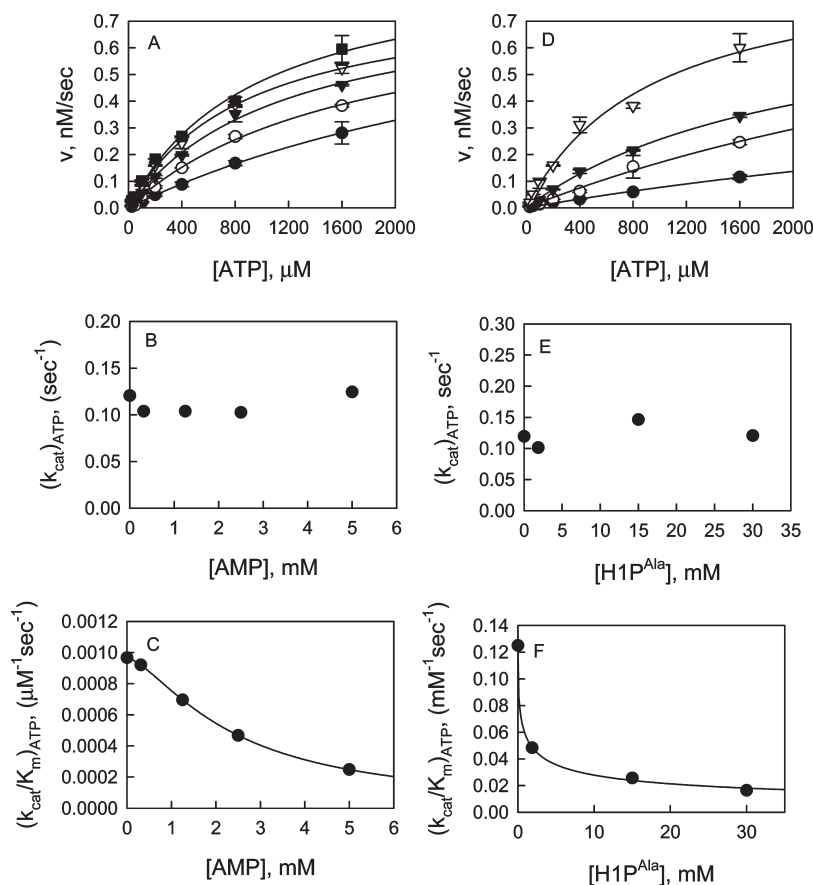 A
v, nM/sec
0.7
0.6
0.5
0.4
0.3
0.2
0.1
0.0
0 400 800 1200 1600 2000
[ATP], μM
D
v, nM/sec
0.7
0.6
0.5
0.4
0.3
0.2
0.1
0.0
0 400 800 1200 1600 2000
[ATP], μM
B
(kcat)ATP, (sec-1)
0.20
0.15
0.10
0.05
0.00
0 1 2 3 4 5 6
[AMP], mM
E
(kcat)ATP, sec-1
0.30
0.25
0.20
0.15
0.10
0.05
0.00
0 5 10 15 20 25 30 35
[H1PAla], mM
C
(kcat/Km)ATP, (μM-1sec-1)
0.0012
0.0010
0.0008
0.0006
0.0004
0.0002
0.0000
0 1 2 3 4 5 6
[AMP], mM
F
(kcat/Km)ATP, (mM-1sec-1)
0.14
0.12
0.10
0.08
0.06
0.04
0.02
0.00
0 10 20 30
[H1PAla], mM